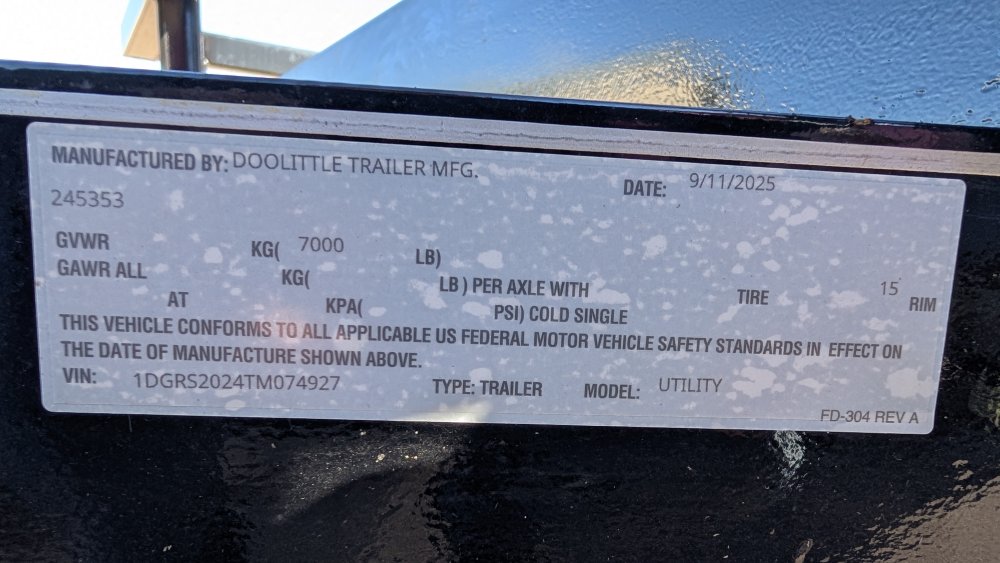 MANUFACTURED BY: DOOLITTLE TRAILER MFG. DATE: 9/11/2025
245353
GVWR KG( 7000 LB)
GAWR ALL KG( LB ) PER AXLE WITH TIRE 15 RIM
AT KPA( PSI) COLD SINGLE
THIS VEHICLE CONFORMS TO ALL APPLICABLE US FEDERAL MOTOR VEHICLE SAFETY STANDARDS IN EFFECT ON
THE DATE OF MANUFACTURE SHOWN ABOVE.
VIN: 1DGRS2024TM074927 TYPE: TRAILER MODEL: UTILITY
FD-304 REV A